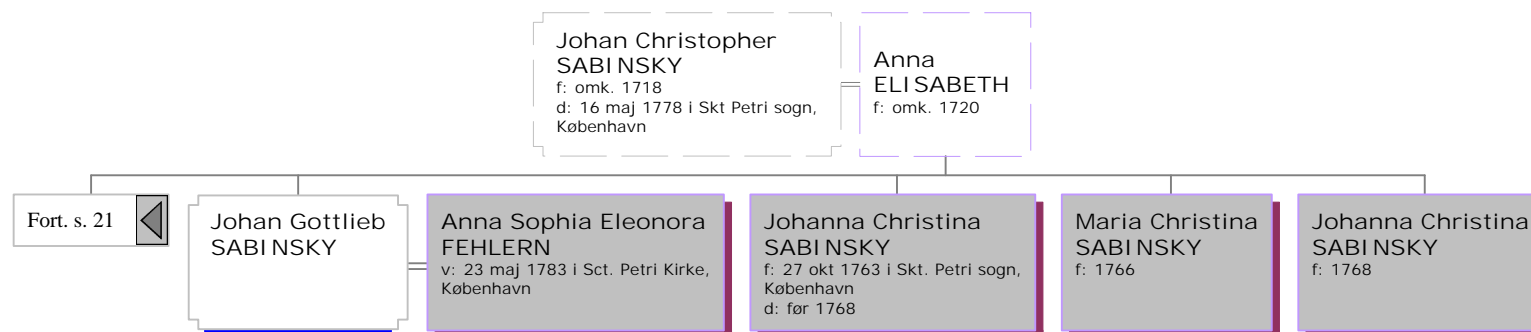 Johan Christopher
SABINSKY
f: omk. 1718
d: 16 maj 1778 i Skt Petri sogn,
København
Anna
ELISABETH
f: omk. 1720
Fort. s. 21
Johan Gottlieb
SABINSKY
Anna Sophia Eleonora
FEHLERN
v: 23 maj 1783 i Sct. Petri Kirke,
København
Johanna Christina
SABINSKY
f: 27 okt 1763 i Skt. Petri sogn,
København
d: før 1768
Maria Christina
SABINSKY
f: 1766
Johanna Christina
SABINSKY
f: 1768